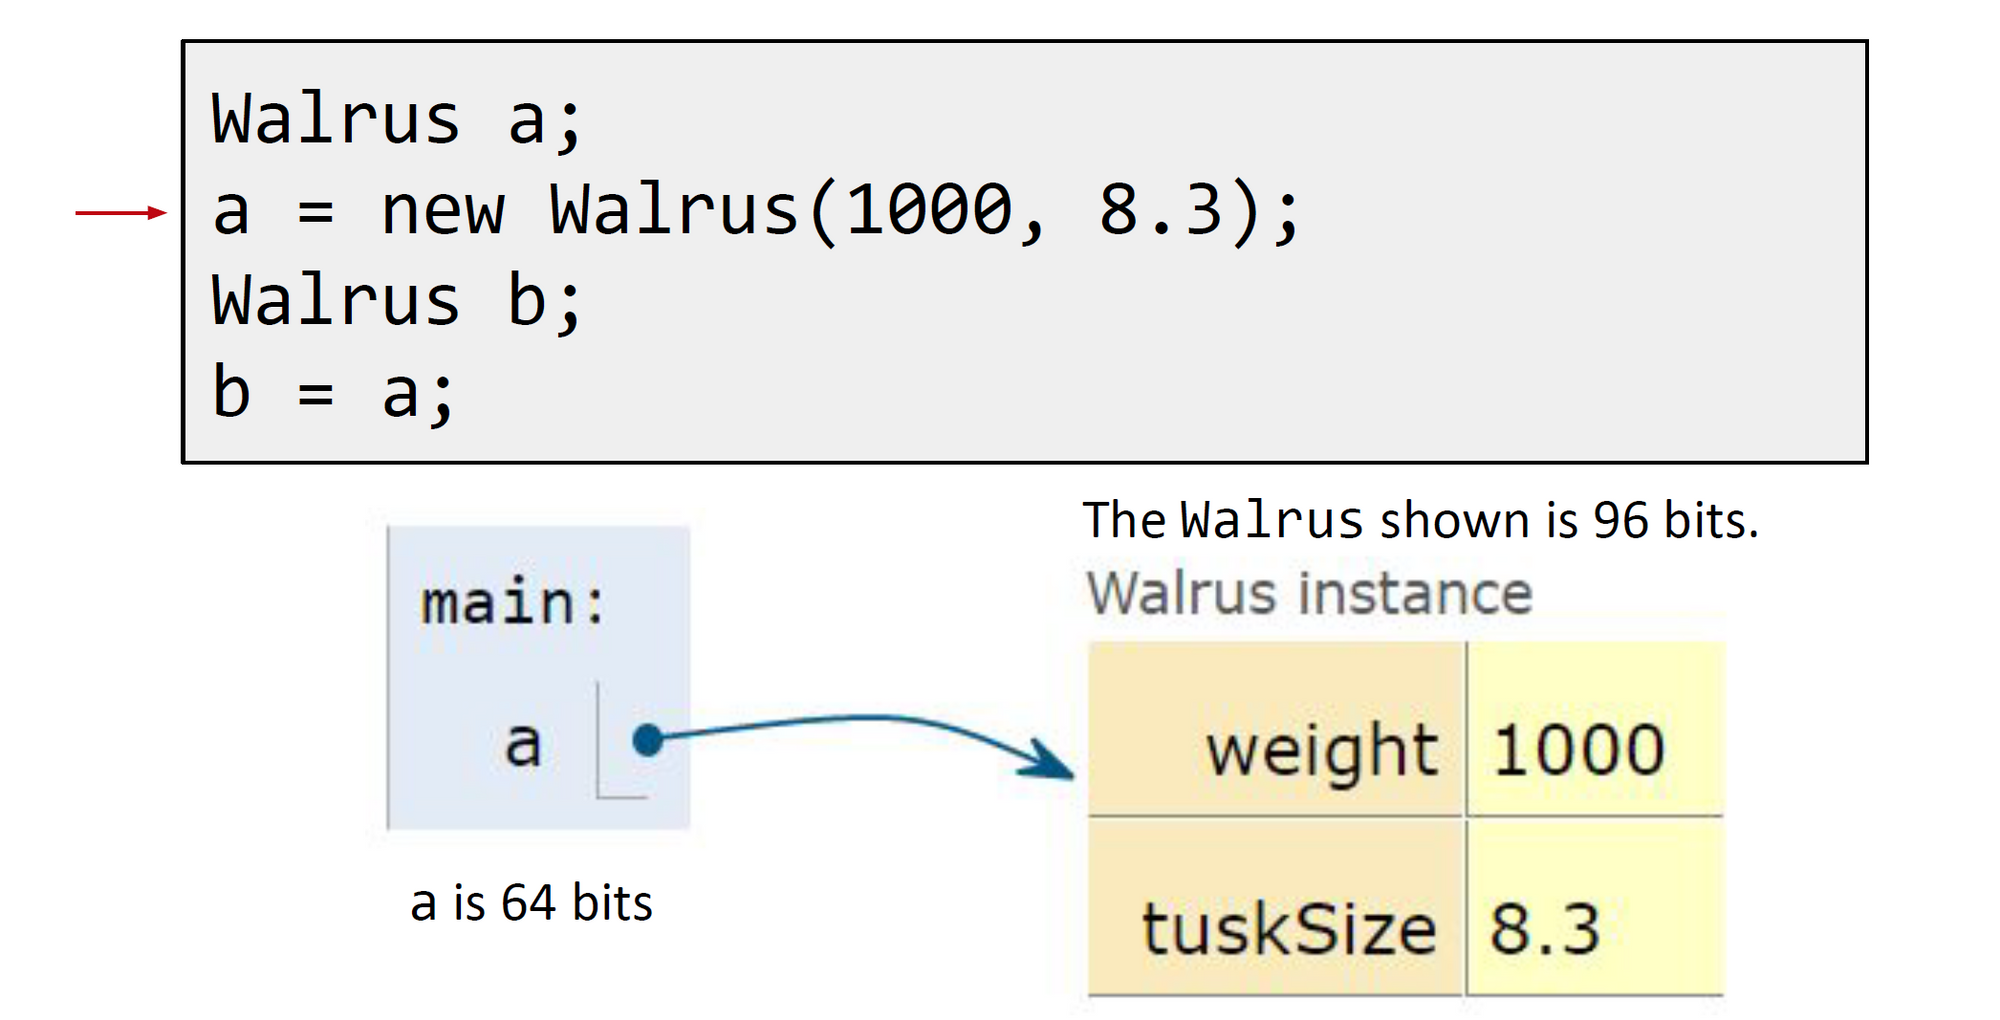 Walrus a;
a = new Walrus(1000, 8.3);
Walrus b;
b = a;
The Walrus shown is 96 bits.
Walrus instance
main:
a
weight 1000
tuskSize 8.3
a is 64 bits